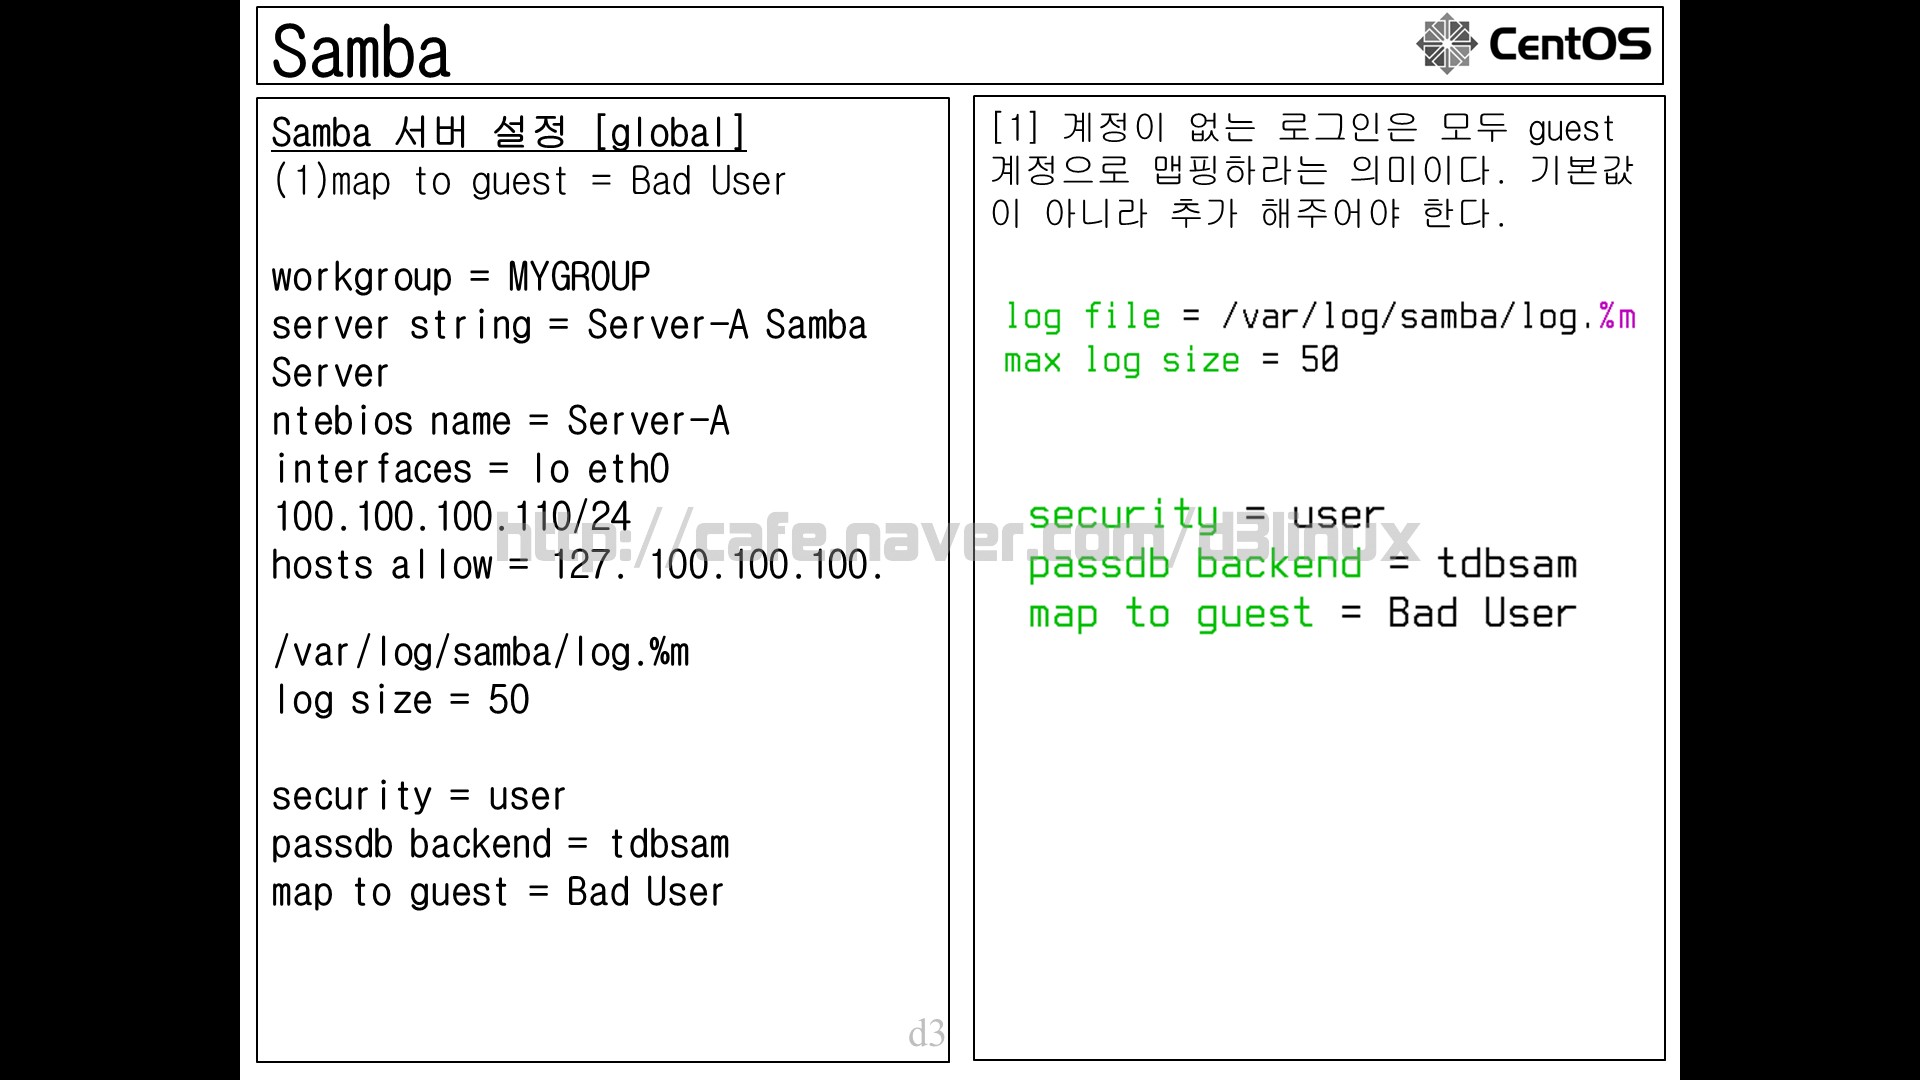 Samba
CentOS
Samba 서버 설정 [global]
(1)map to guest = Bad User
workgroup = MYGROUP
server string = Server-A Samba
Server
ntebios name = Server-A
interfaces = lo eth0
100.100.100.110/24
hosts allow = 127. 100.100.100.
/var/log/samba/log.%m
log size = 50
security = user
passdb backend = tdbsam
map to guest = Bad User
d3
[1] 계정이 없는 로그인은 모두 guest
계정으로 맵핑하라는 의미이다. 기본값
이 아니라 추가 해주어야 한다.
log file = /var/log/samba/log.%m
max log size = 50
security = user
passdb backend = tdbsam
map to guest = Bad User
http://cafe.naver.com/d3linux